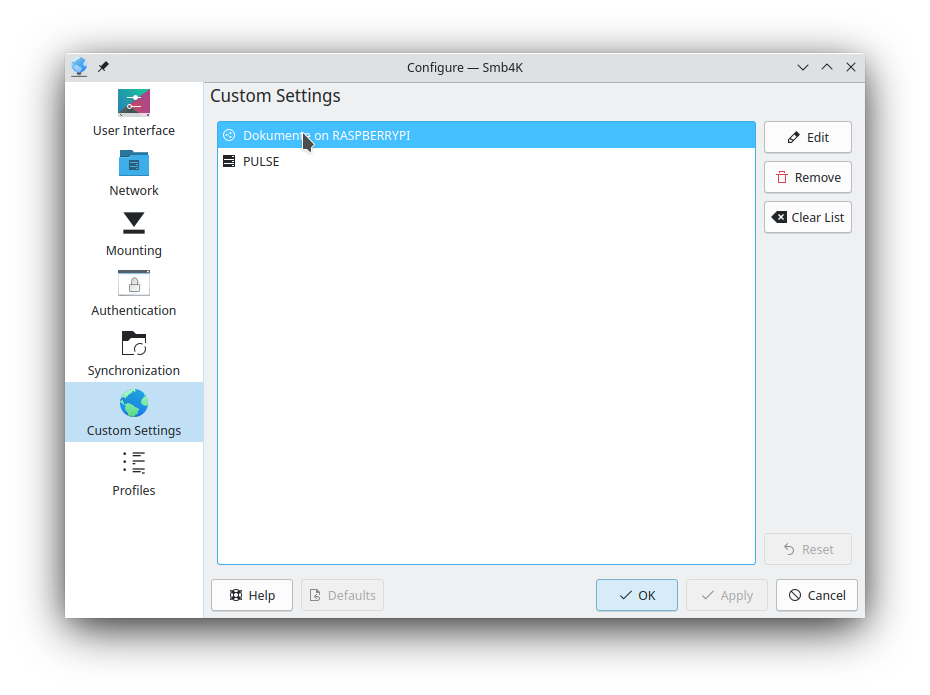 Configure — Smb4K
User Interface
Network
Mounting
Authentication
Synchronization
Custom Settings
Profiles
Custom Settings
on RASPBERRYPI
PULSE
Edit
Remove
Clear List
Reset
Help
Defaults
OK
Apply
Cancel